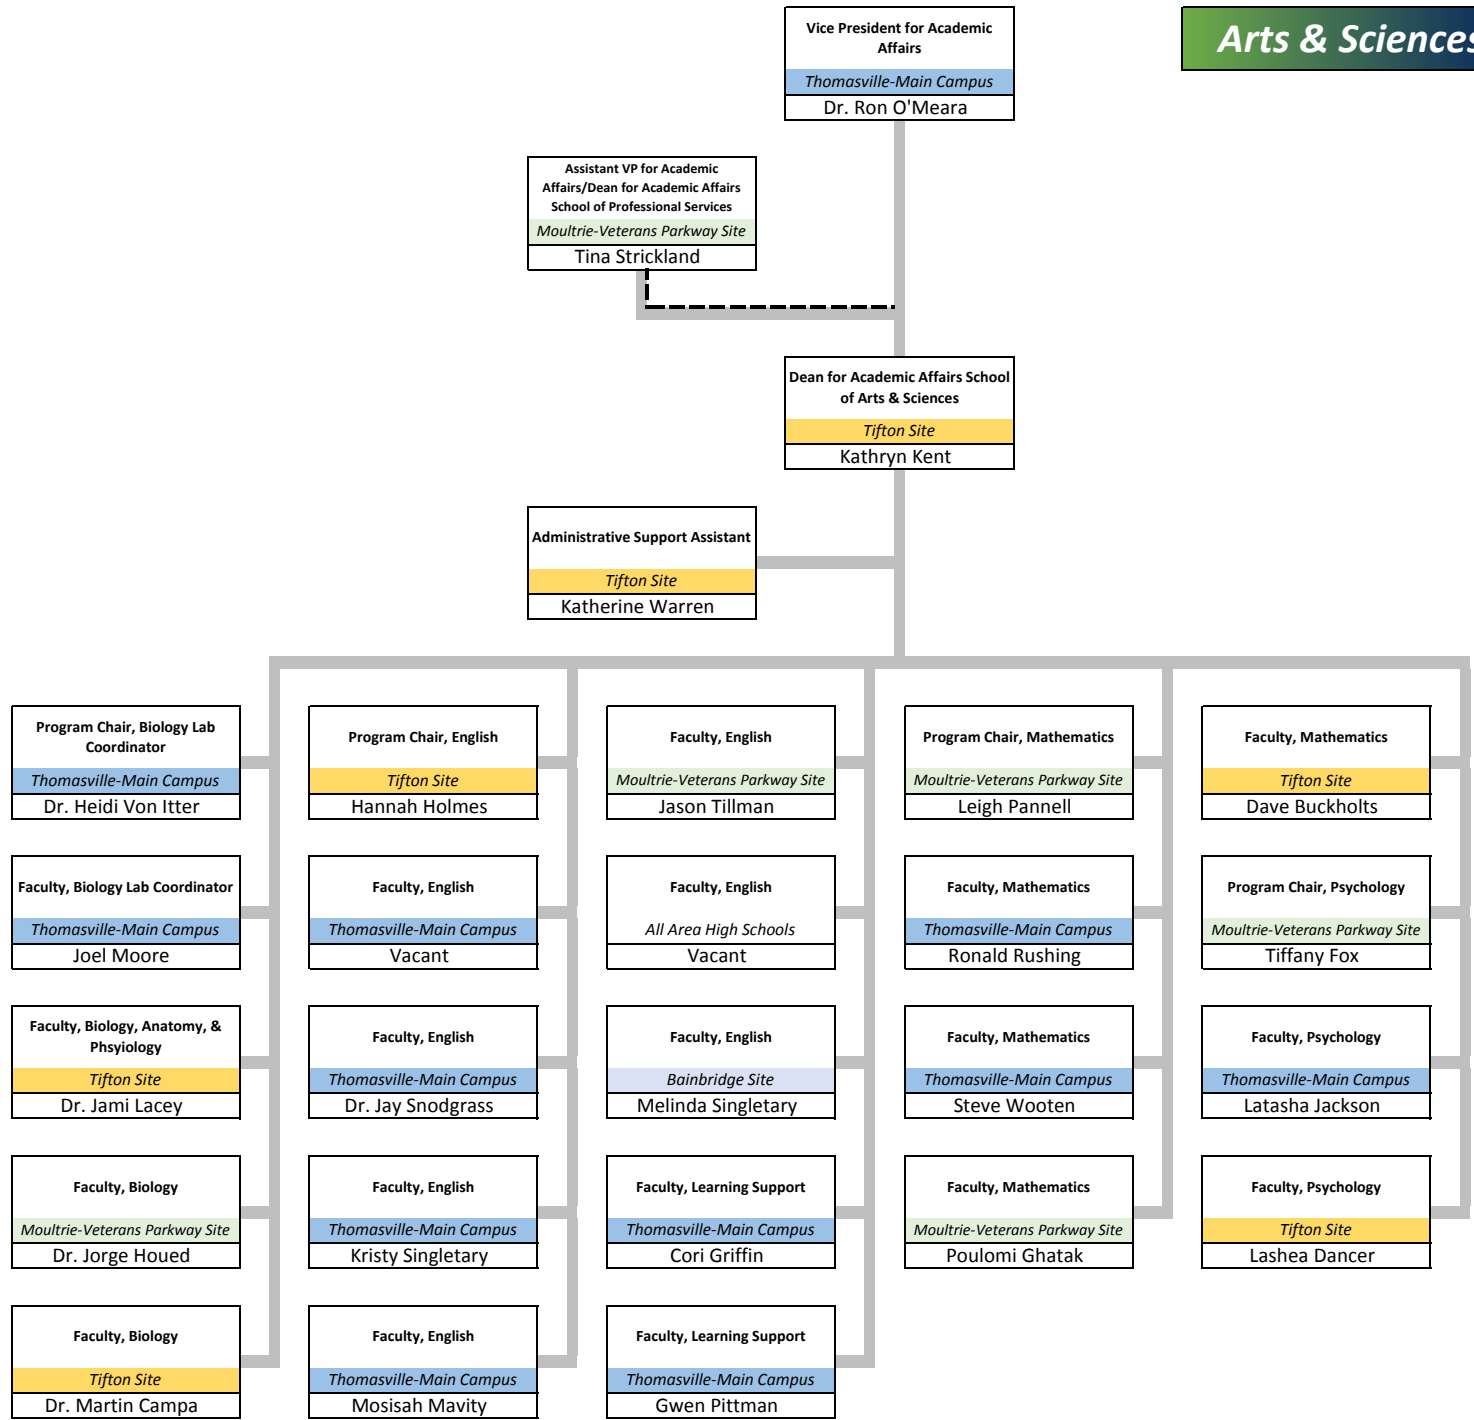 Vice President for Academic
Affairs
Thomasville-Main Campus
Dr. Ron O'Meara
Arts & Sciences
Assistant VP for Academic
Affairs/Dean for Academic Affairs
School of Professional Services
Moultrie-Veterans Parkway Site
Tina Strickland
Dean for Academic Affairs School
of Arts & Sciences
Tifton Site
Kathryn Kent
Administrative Support Assistant
Tifton Site
Katherine Warren
Program Chair, Biology Lab
Coordinator
Thomasville-Main Campus
Dr. Heidi Von Itter
Program Chair, English
Tifton Site
Hannah Holmes
Faculty, English
Moultrie-Veterans Parkway Site
Jason Tillman
Program Chair, Mathematics
Moultrie-Veterans Parkway Site
Leigh Pannell
Faculty, Mathematics
Tifton Site
Dave Buckholts
Faculty, Biology Lab Coordinator
Thomasville-Main Campus
Joel Moore
Faculty, English
Thomasville-Main Campus
Vacant
Faculty, English
All Area High Schools
Vacant
Faculty, Mathematics
Thomasville-Main Campus
Ronald Rushing
Program Chair, Psychology
Moultrie-Veterans Parkway Site
Tiffany Fox
Faculty, Biology, Anatomy, &
Phsyiology
Tifton Site
Dr. Jami Lacey
Faculty, English
Thomasville-Main Campus
Dr. Jay Snodgrass
Faculty, English
Bainbridge Site
Melinda Singletary
Faculty, Mathematics
Thomasville-Main Campus
Steve Wooten
Faculty, Psychology
Thomasville-Main Campus
Latasha Jackson
Faculty, Biology
Moultrie-Veterans Parkway Site
Dr. Jorge Houed
Faculty, English
Thomasville-Main Campus
Kristy Singletary
Faculty, Learning Support
Thomasville-Main Campus
Cori Griffin
Faculty, Mathematics
Moultrie-Veterans Parkway Site
Poulomi Ghatak
Faculty, Psychology
Tifton Site
Lashea Dancer
Faculty, Biology
Tifton Site
Dr. Martin Campa
Faculty, English
Thomasville-Main Campus
Mosisah Mavity
Faculty, Learning Support
Thomasville-Main Campus
Gwen Pittman